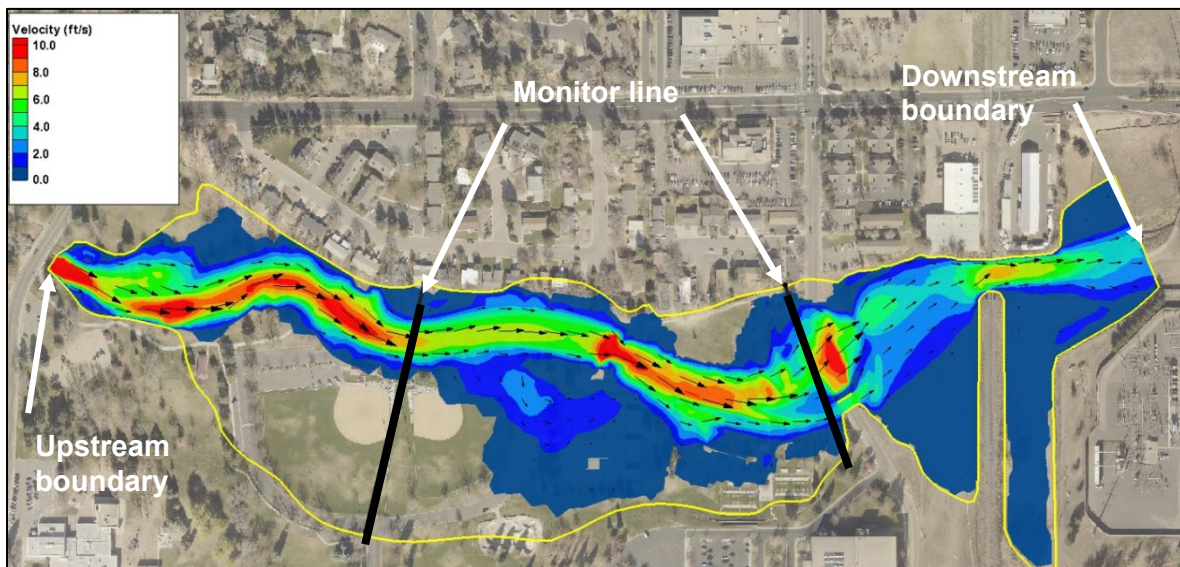 Velocity (ft/s)
10.0
8.0
6.0
4.0
2.0
0.0
Monitor line
Downstream
boundary
Upstream
boundary